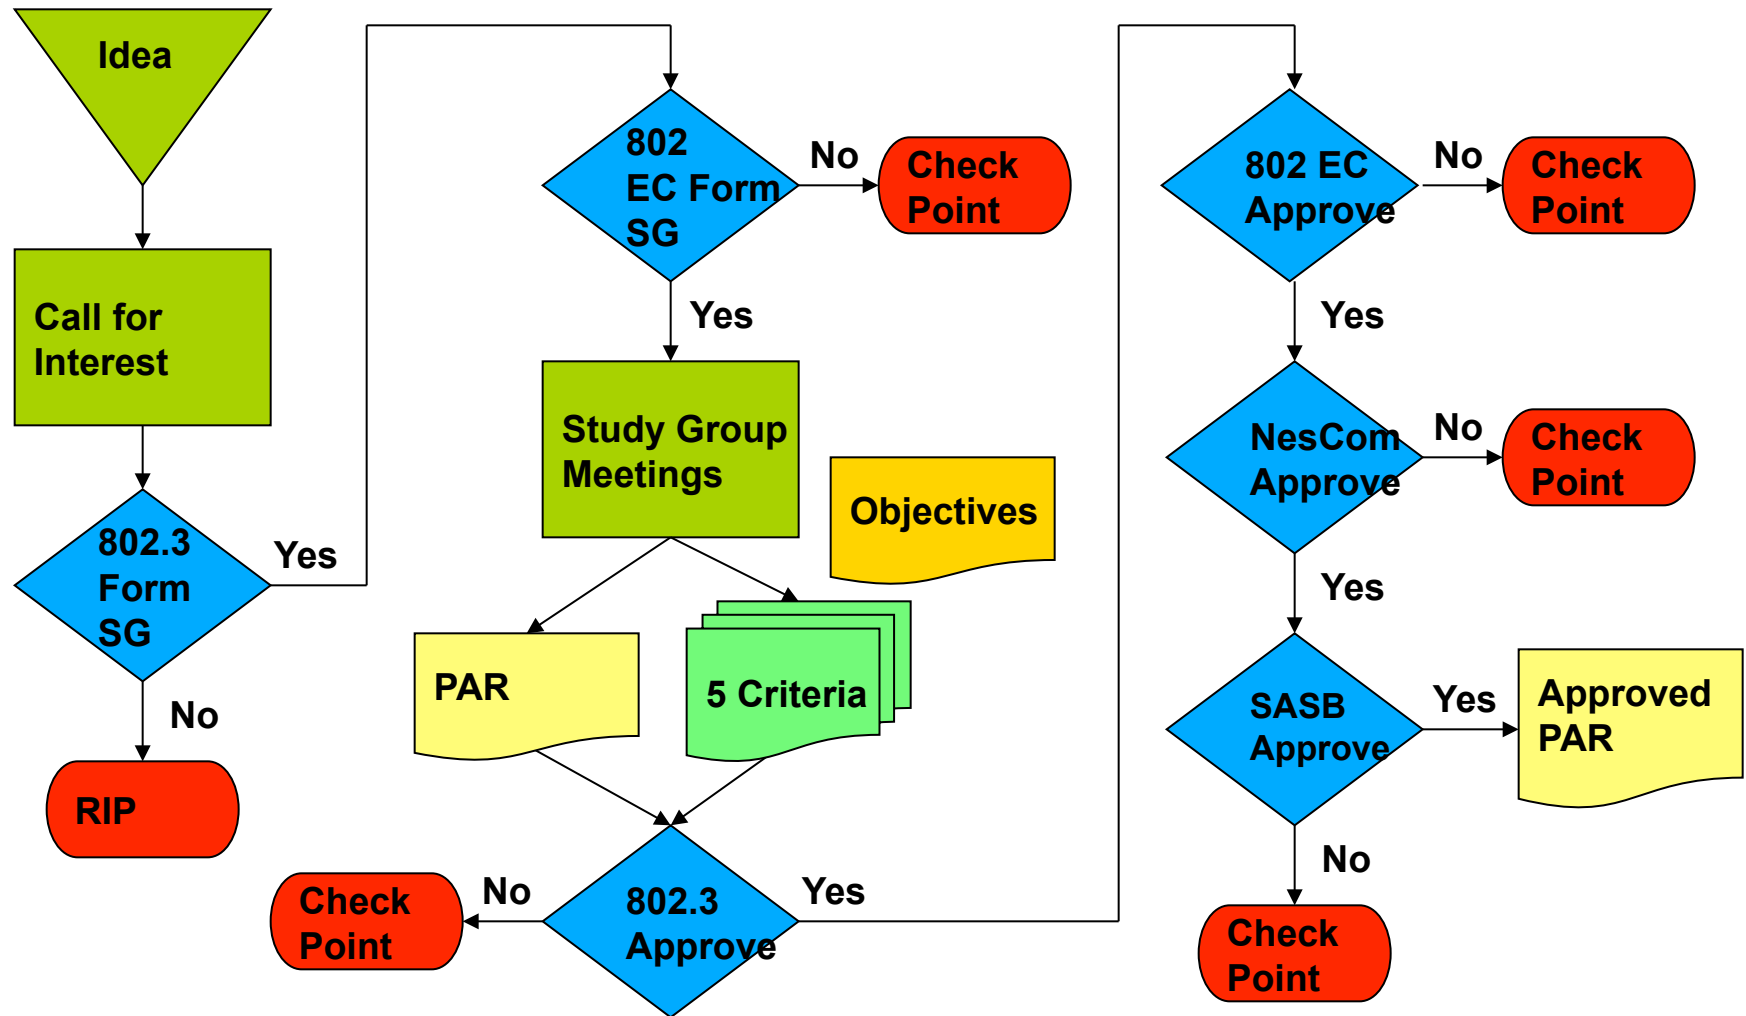 Idea
Call for
Interest
802.3
Form
SG
Yes
No
RIP
802
EC Form
SG
No
Check
Point
Yes
Study Group
Meetings
Objectives
PAR
5 Criteria
802.3
Approve
No
Check
Point
Yes
802 EC
Approve
No
Check
Point
Yes
NesCom
Approve
No
Check
Point
Yes
SASB
Approve
Yes
Approved
PAR
No
Check
Point